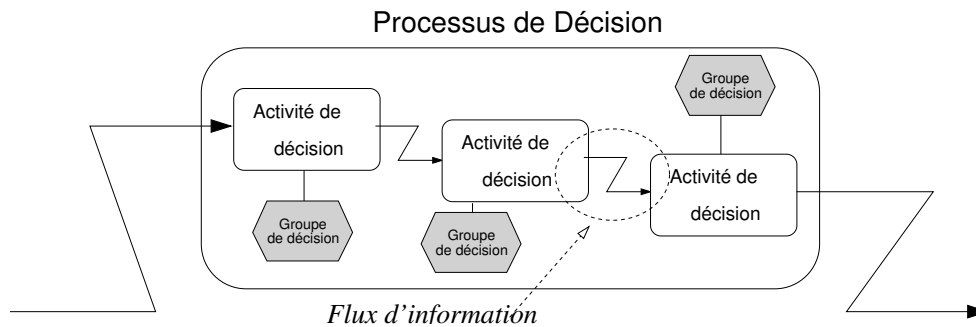 Processus de Décision
Groupe
de décision
Activité de
décision
Activité de
décision
Activité de
décision
Groupe
de décision
Groupe
de décision
Flux d'information